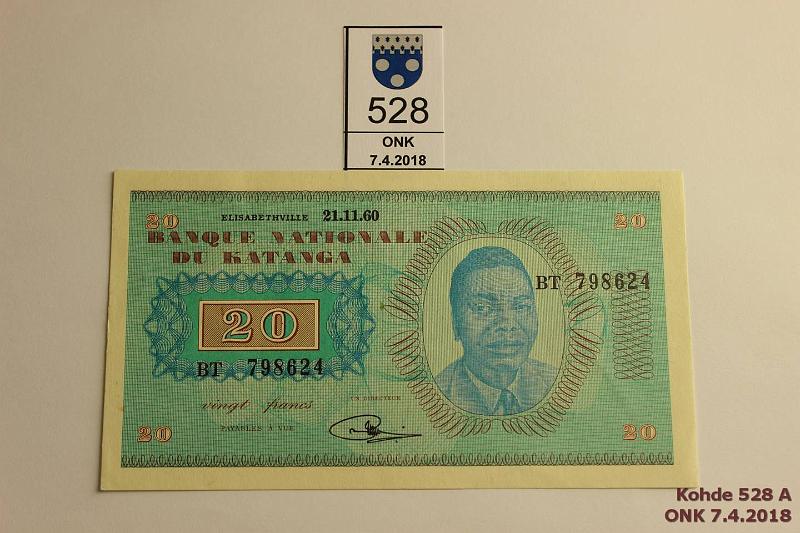 528
ONK
7.4.2018
20 20
ELISABETHVILLE 21.11.60
BANQUE NATIONALE
DU KATANGA
BT 798624
20
BT 798624
vingt francs
UN DIRECTEUR
PAYABLES A VUE
20 20
Kohde 528 A
ONK 7.4.2018